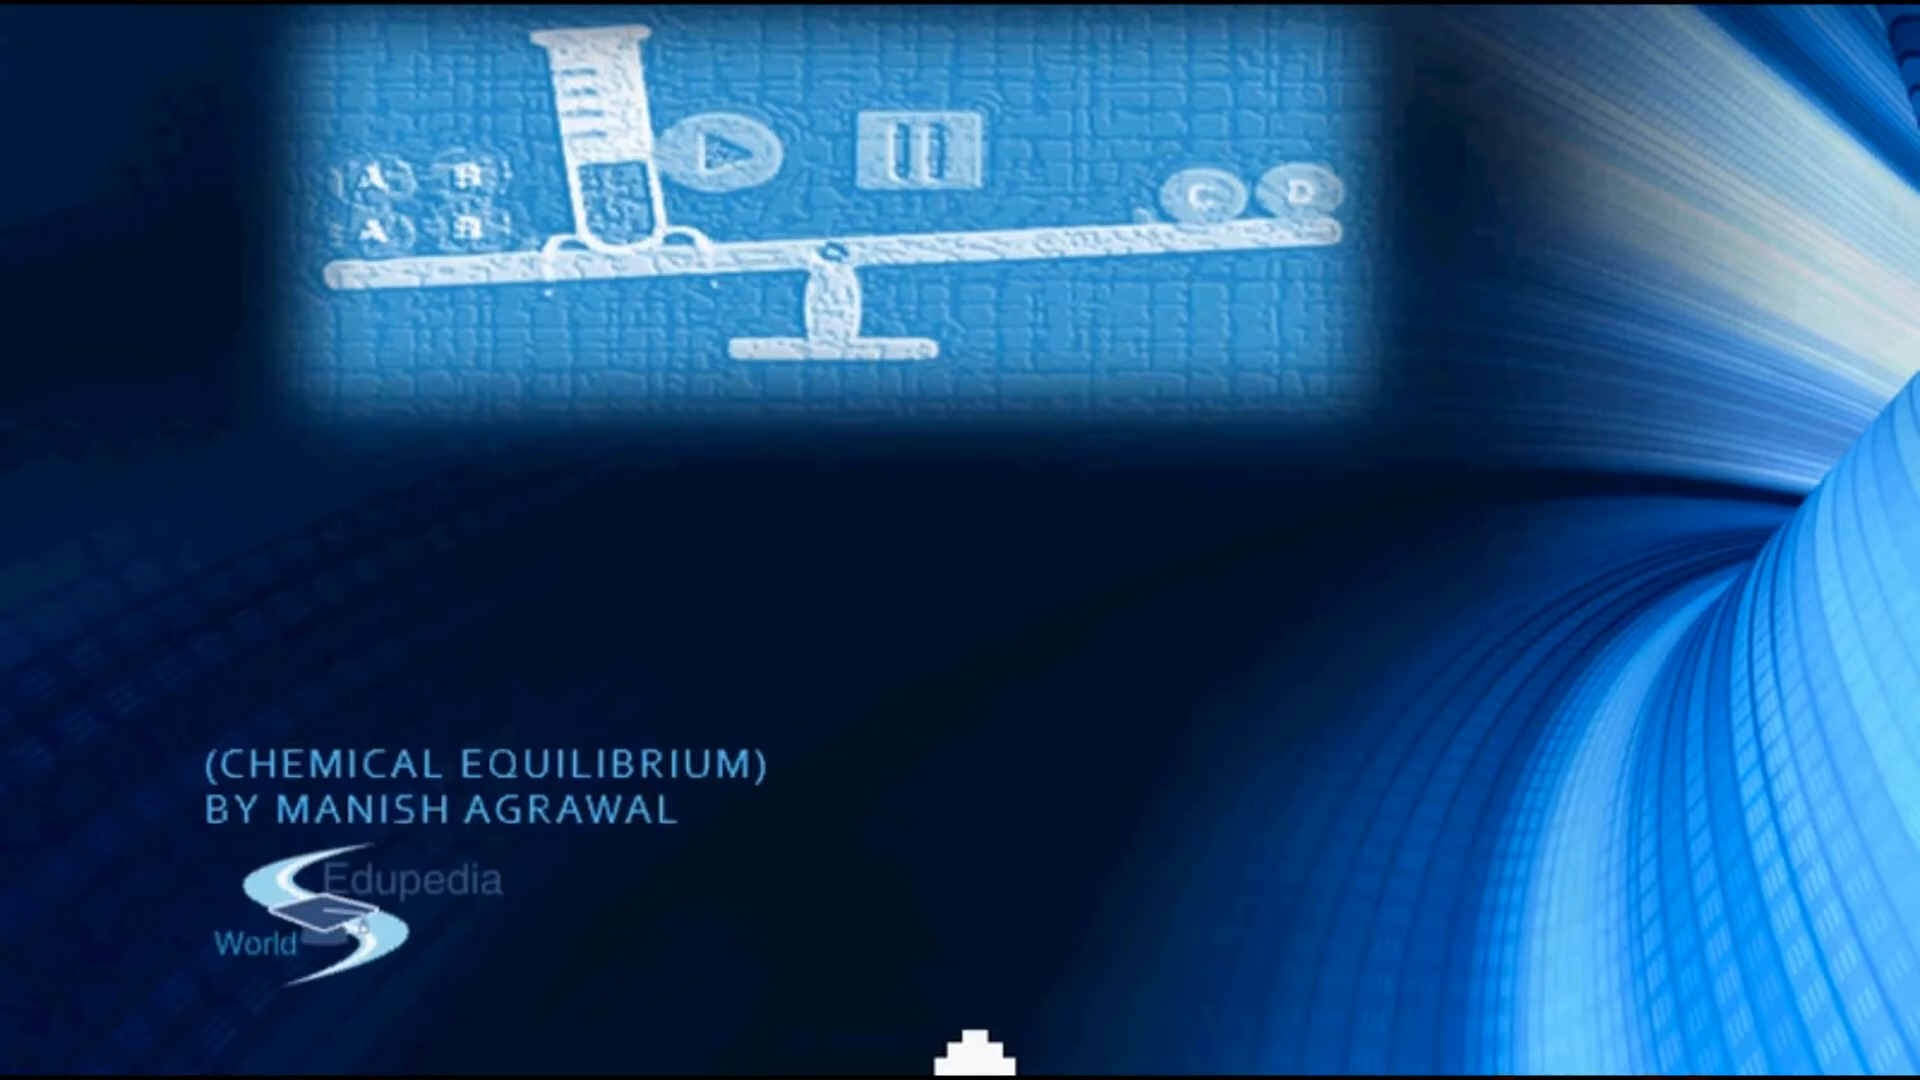 A B
A B
C D
(CHEMICAL EQUILIBRIUM)
BY MANISH AGRAWAL
Edupedia
World